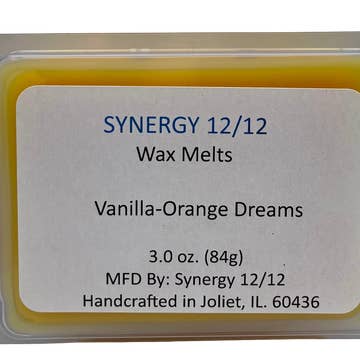 SYNERGY 12/12
Wax Melts
Vanilla-Orange Dreams
3.0 oz. (84g)
MFD By: Synergy 12/12
Handcrafted in Joliet, IL. 60436